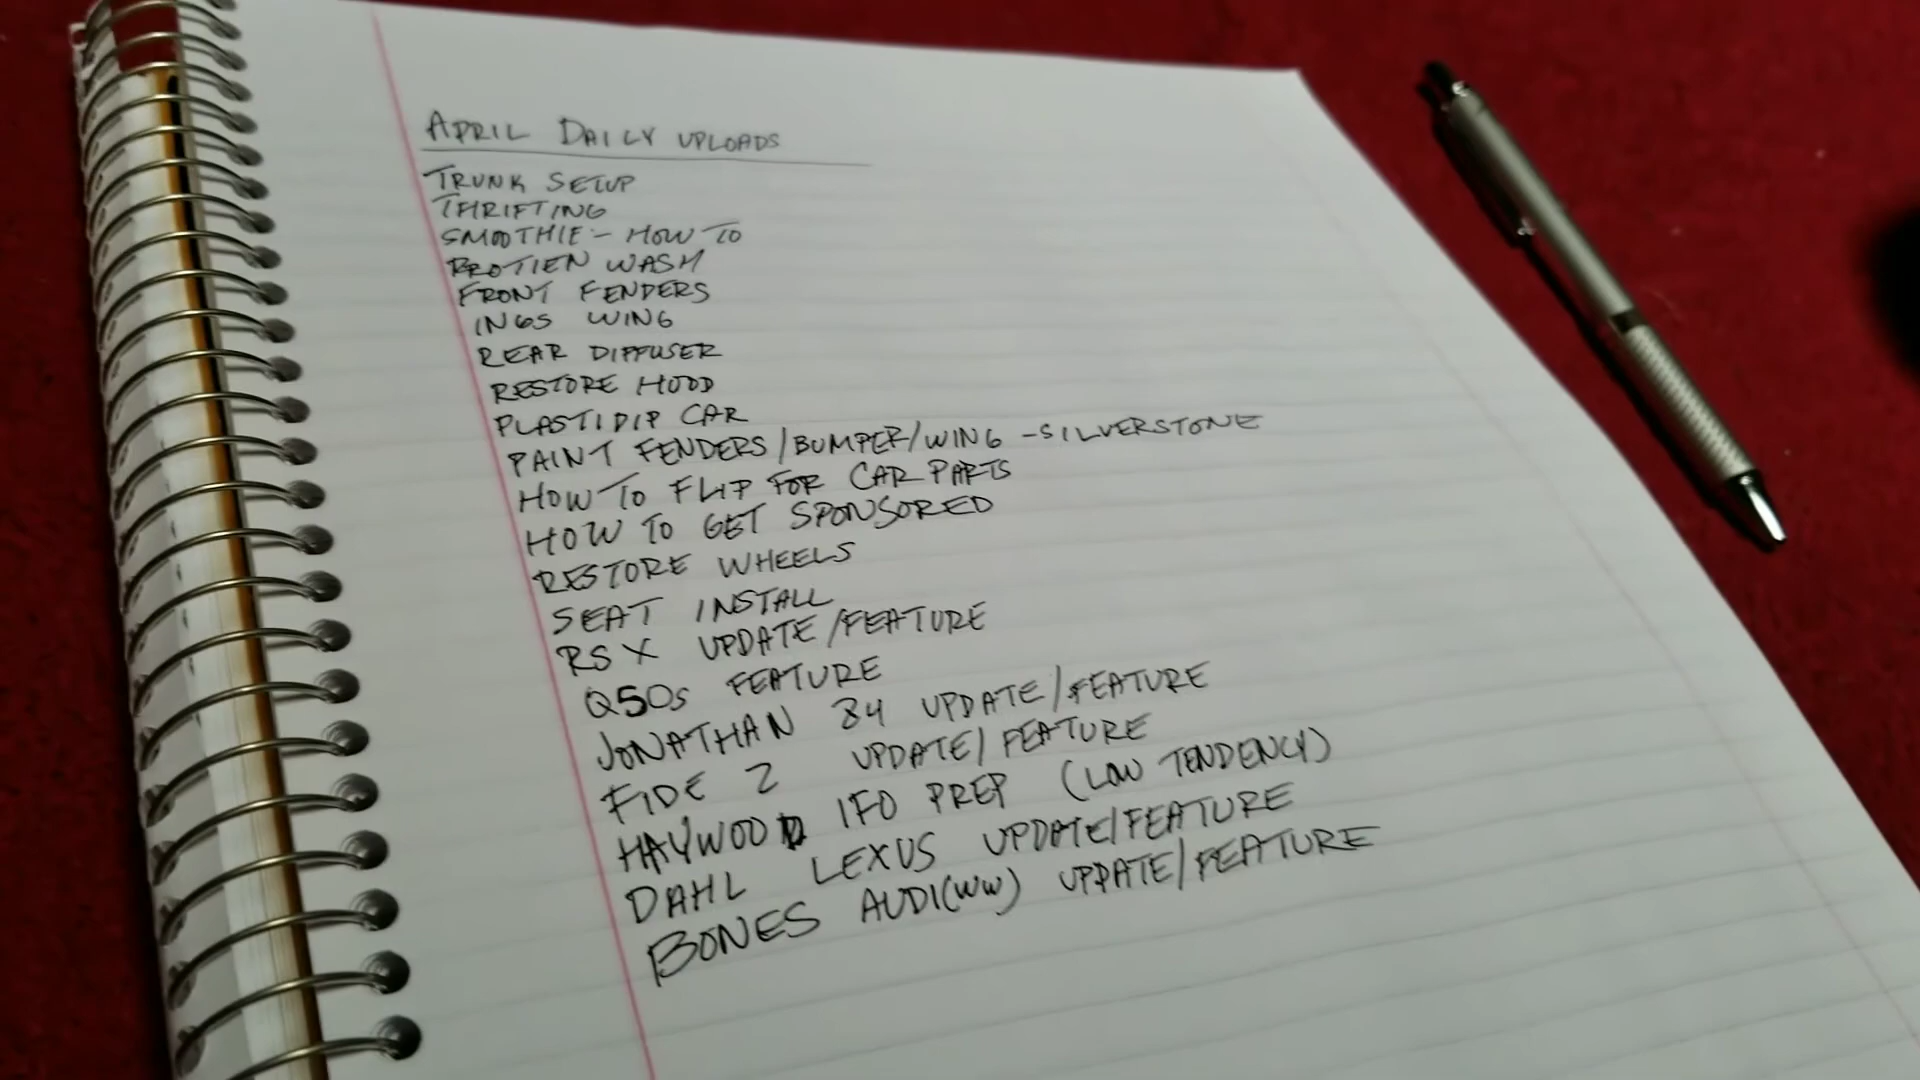 APRIL DAILY UPLOADS
TRUNK SETUP
THRIFTING
SMOOTHIE - HOW TO
PROTIEN WASH
FRONT FENDERS
INGS WING
REAR DIFFUSER
RESTORE HOOD
PLASTIDIP CAR
PAINT FENDERS/BUMPER/WING -SILVERSTONE
HOW TO FLIP FOR CAR PARTS
HOW TO GET SPONSORED
RESTORE WHEELS
SEAT INSTALL
RSX UPDATE/FEATURE
Q50s FEATURE
JONATHAN UPDATE/FEATURE
FIDE Z UPDATE/FEATURE
HAYWOOD IFO PREP (LOW TENDENCY)
DAHL LEXUS UPDATE/FEATURE
BONES AUDI(WW) UPDATE/FEATURE